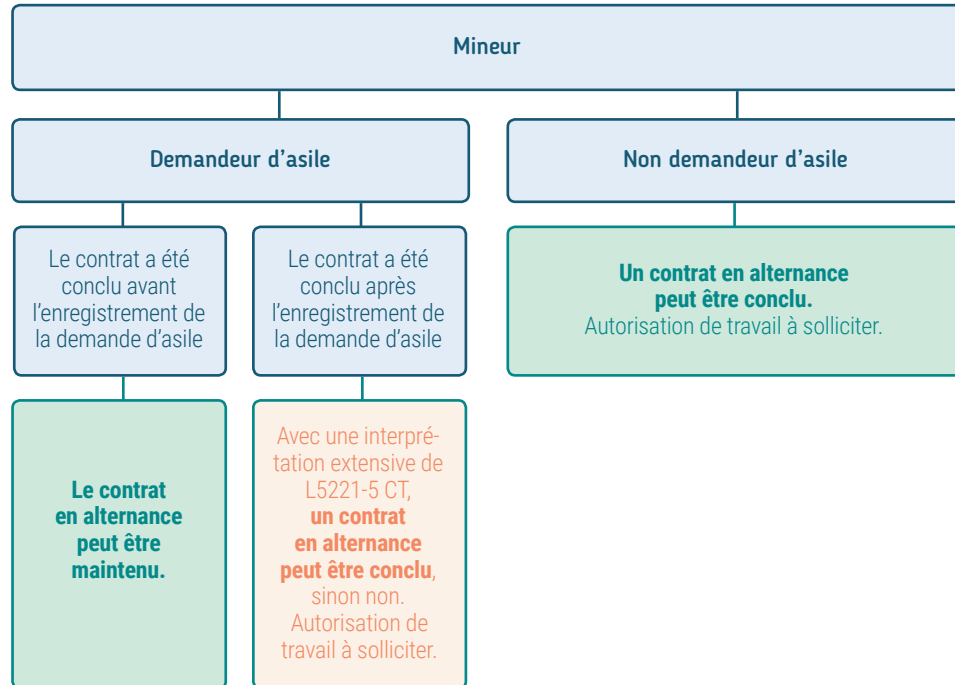 Mineur
Demandeur d'asile
Non demandeur d'asile
Le contrat a été
conclu avant
l'enregistrement de
la demande d'asile
Le contrat a été
conclu après
l'enregistrement de
la demande d'asile
Un contrat en alternance
peut être conclu.
Autorisation de travail à solliciter.
Le contrat
en alternance
peut être
maintenu.
Avec une interpré-
tation extensive de
L5221-5 CT,
un contrat
en alternance
peut être conclu,
sinon non.
Autorisation de
travail à solliciter.